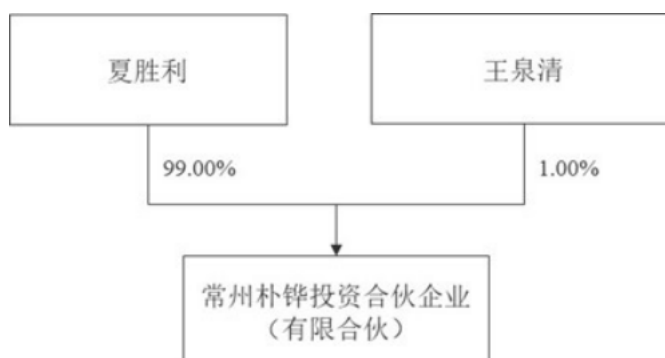 夏胜利
王泉清
99.00%
1.00%
常州朴铧投资合伙企业
（有限合伙）